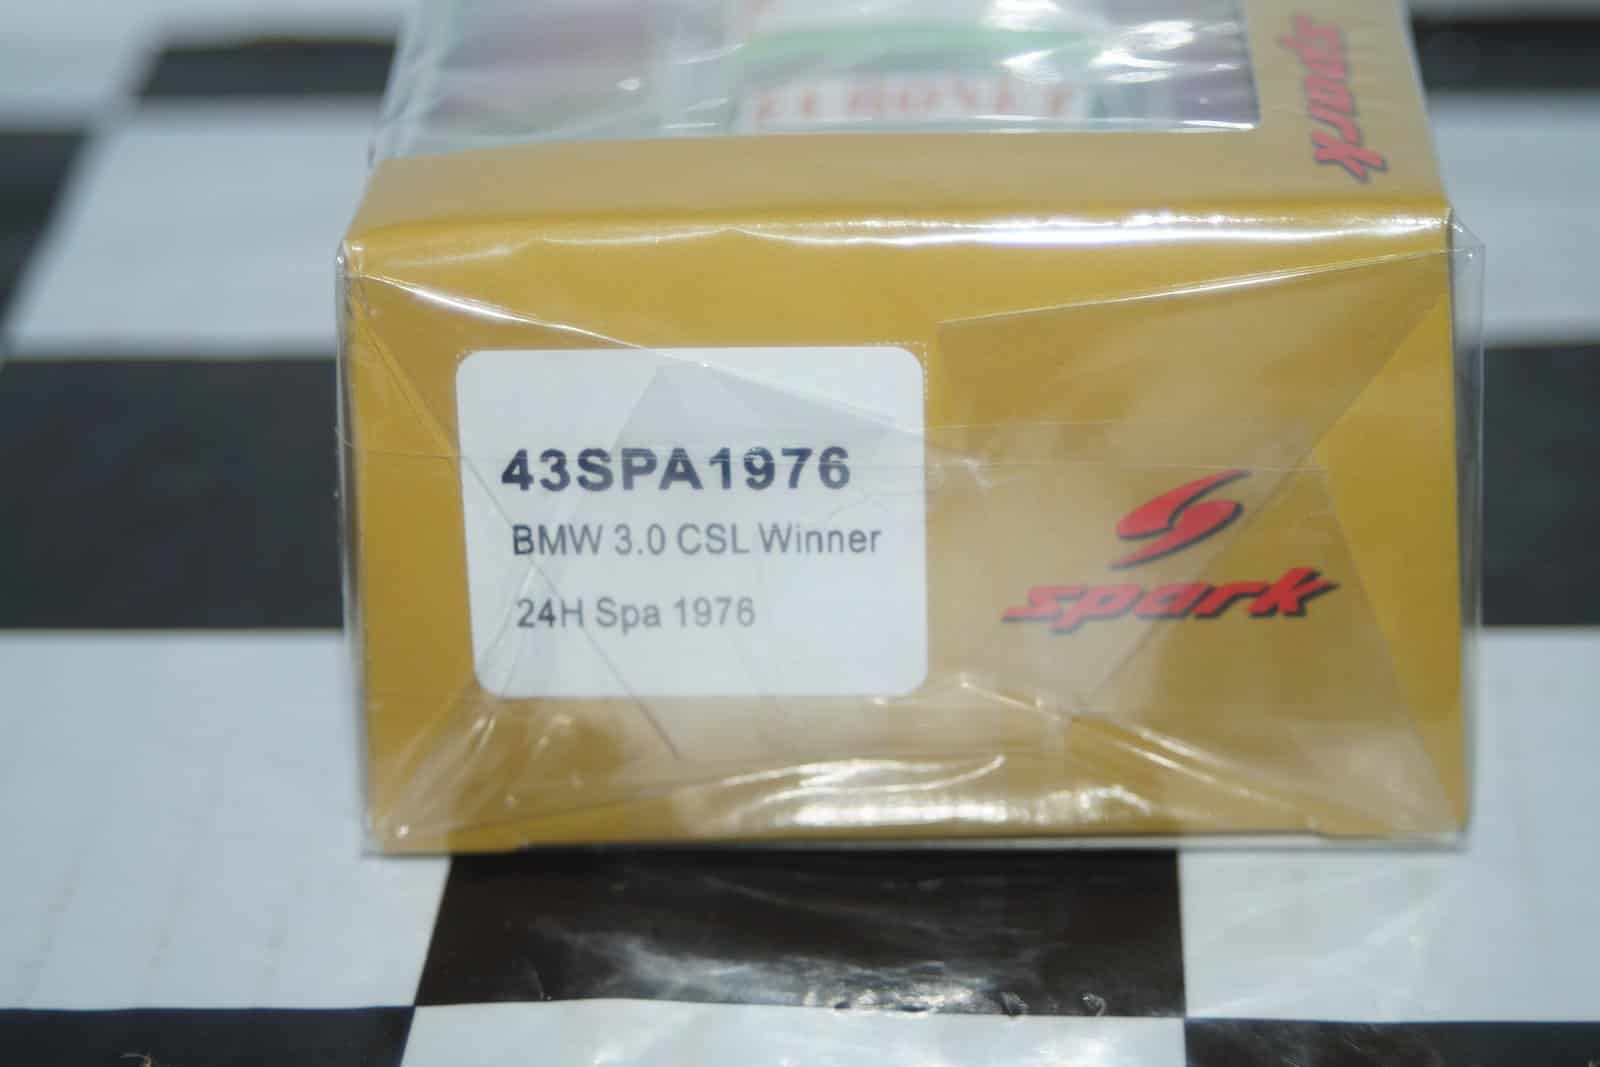 spark
43SPA1976
BMW 3.0 CSL Winner
24H Spa 1976
spark